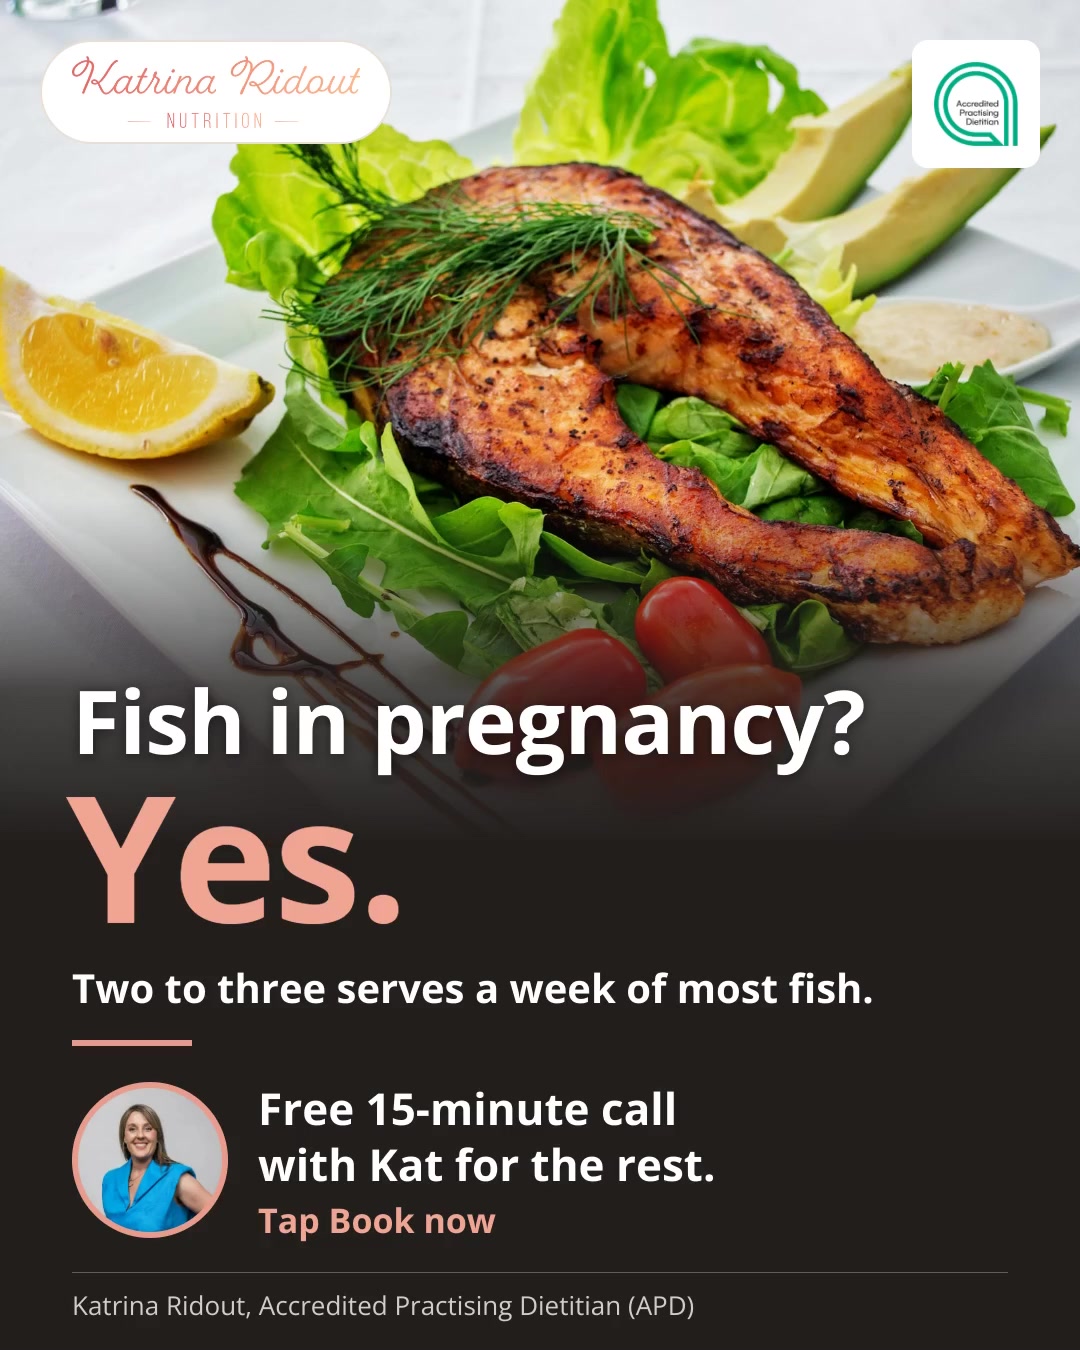 Katrina Ridout
NUTRITION
Accredited
Practising
Dietitian
Fish in pregnancy?
Yes.
Two to three serves a week of most fish.
Free 15-minute call
with Kat for the rest.
Tap Book now
Katrina Ridout, Accredited Practising Dietitian (APD)